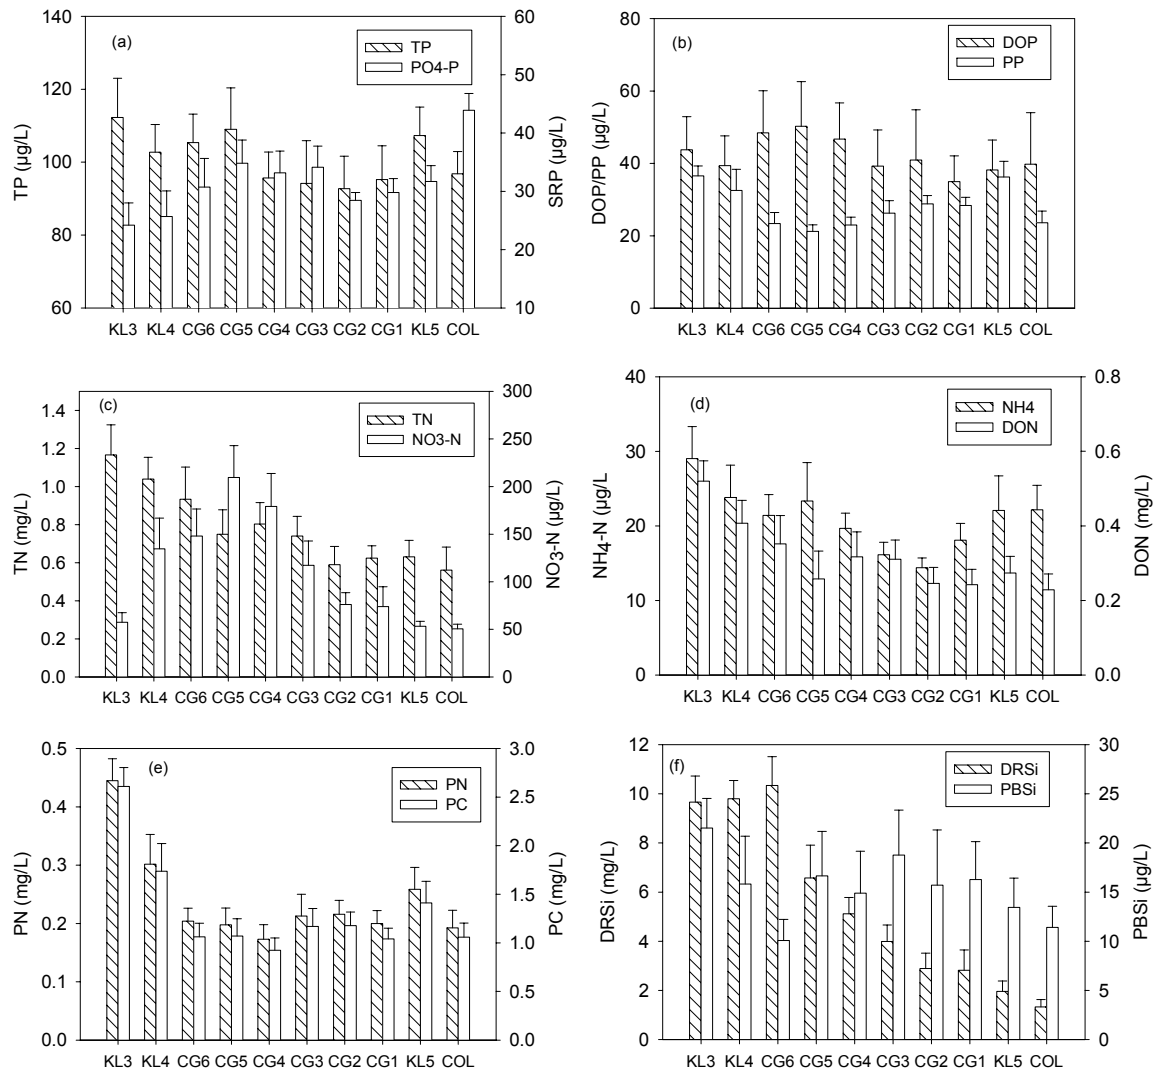 (a)
TP
PO4-P
TP (µg/L)
140
120
100
80
60
SRP (µg/L)
60
50
40
30
20
10
KL3 KL4 CG6 CG5 CG4 CG3 CG2 CG1 KL5 COL
(b)
DOP
PP
DOP/PP (µg/L)
80
60
40
20
0
KL3 KL4 CG6 CG5 CG4 CG3 CG2 CG1 KL5 COL
(c)
TN
NO3-N
TN (mg/L)
1.4
1.2
1.0
0.8
0.6
0.4
0.2
0.0
NO3-N (µg/L)
300
250
200
150
100
50
0
KL3 KL4 CG6 CG5 CG4 CG3 CG2 CG1 KL5 COL
(d)
NH4
DON
NH4-N (µg/L
40
30
20
10
0
DON (mg/L)
0.8
0.6
0.4
0.2
0.0
KL3 KL4 CG6 CG5 CG4 CG3 CG2 CG1 KL5 COL
(e)
PN
PC
PN (mg/L)
0.5
0.4
0.3
0.2
0.1
0.0
PC (mg/L)
3.0
2.5
2.0
1.5
1.0
0.5
0.0
KL3 KL4 CG6 CG5 CG4 CG3 CG2 CG1 KL5 COL
(f)
DRSi
PBSi
DRSi (mg/L)
12
10
8
6
4
2
0
PBSi (µg/L)
30
25
20
15
10
5
0
KL3 KL4 CG6 CG5 CG4 CG3 CG2 CG1 KL5 COL